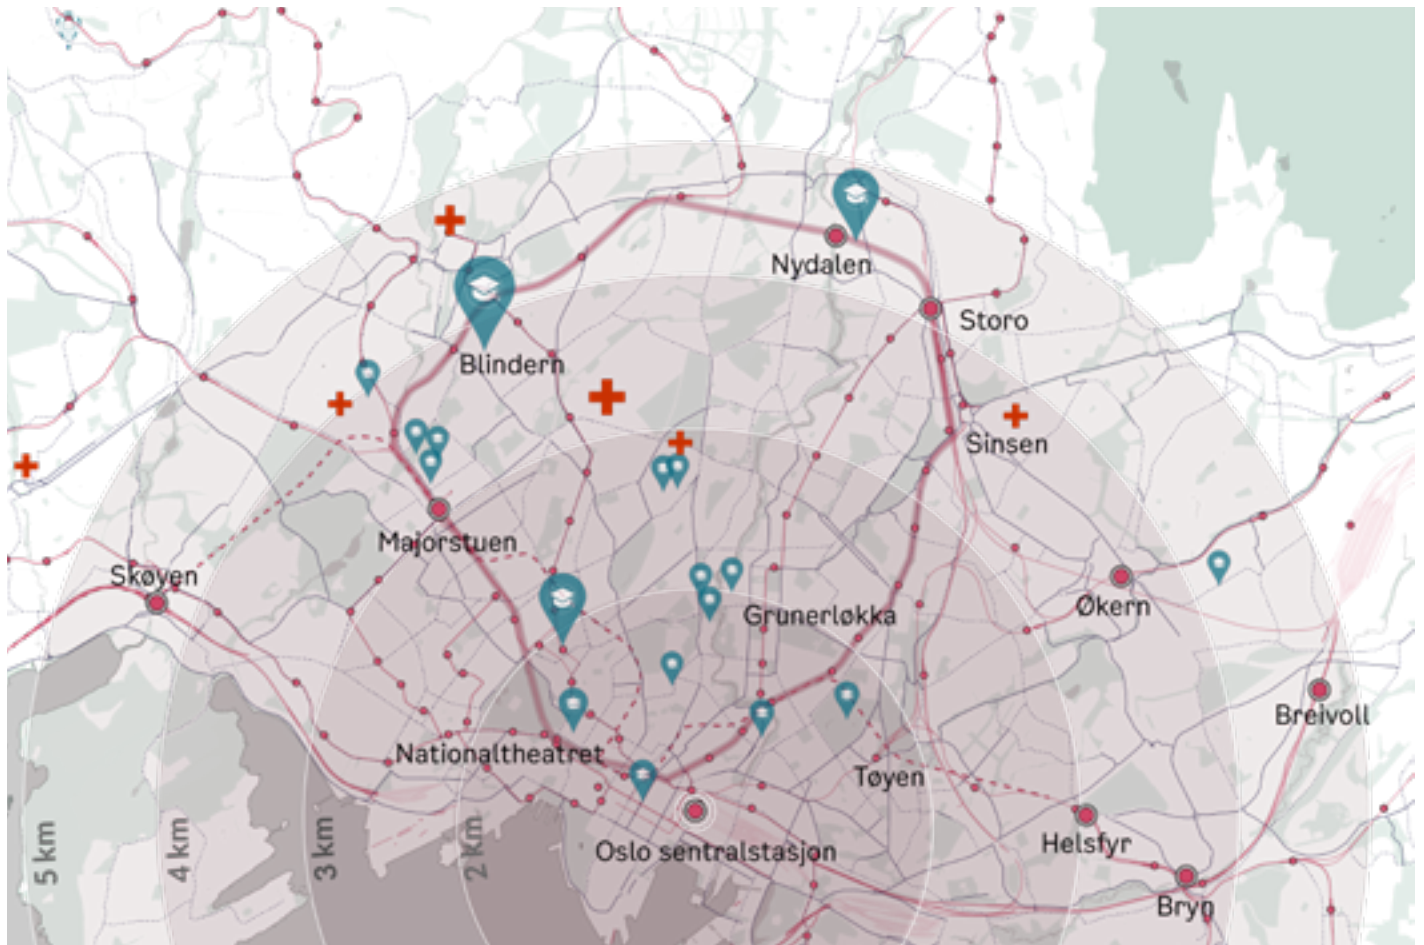 Nydalen
Storo
Blindern
Sinsen
Majorstuen
Skøyen
Økern
Grunerløkka
Breivoll
Nationaltheatret
Tøyen
Helsfyr
Oslo sentralstasjon
Bryn
5 km
4 km
3 km
2 km